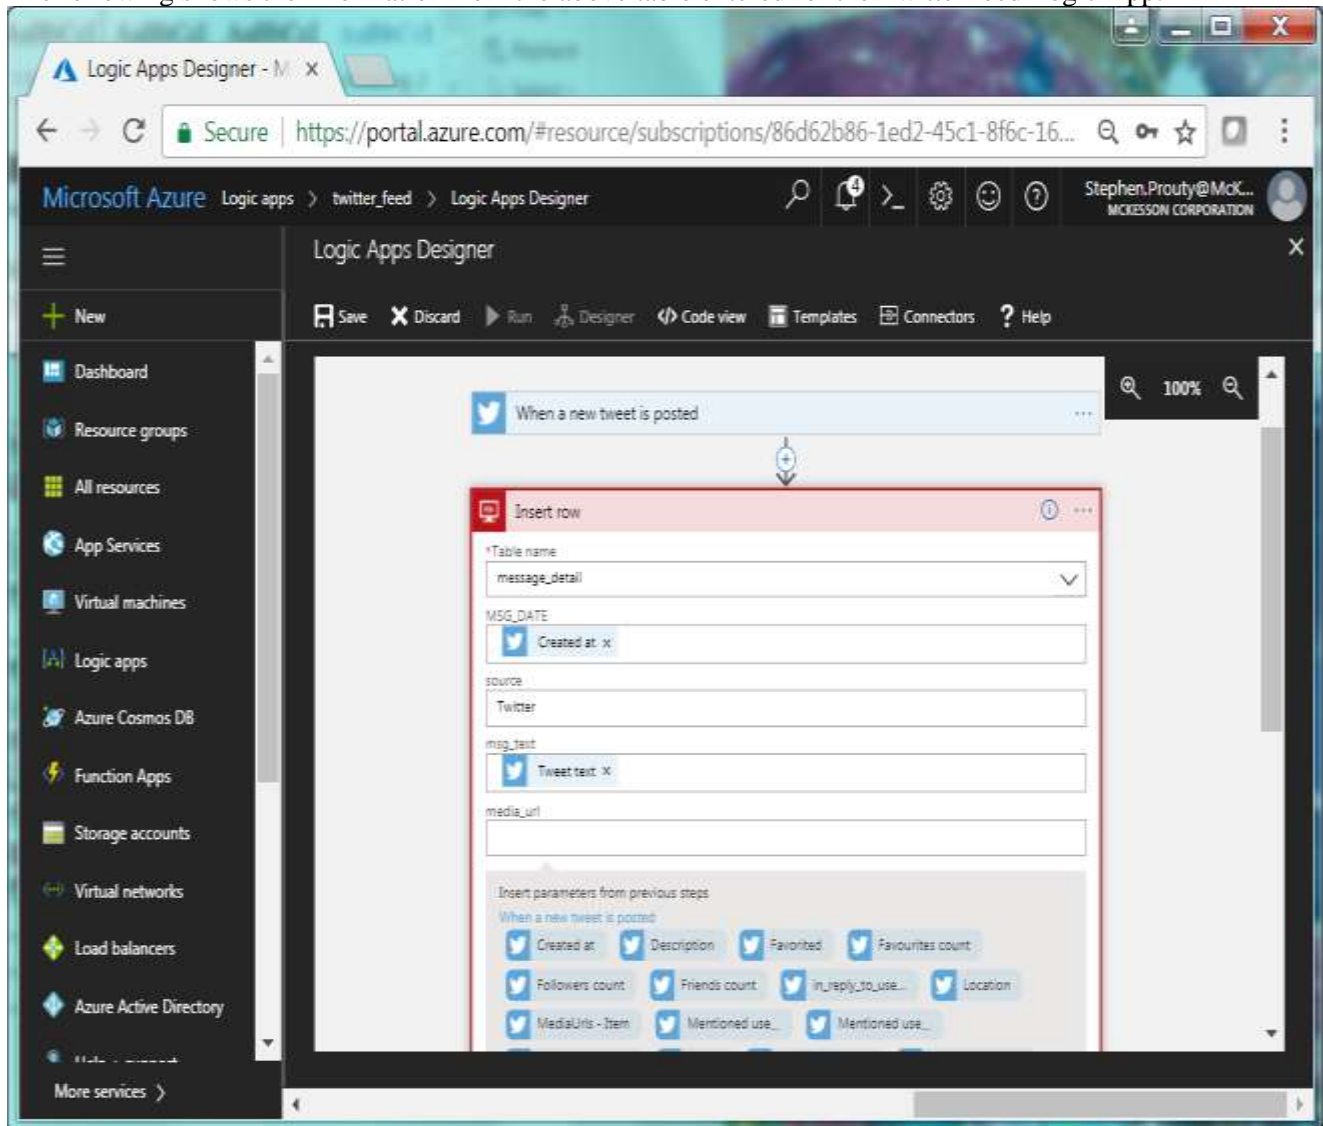 Logic Apps Designer - M
Secure https://portal.azure.com/#resource/subscriptions/86d62b86-1ed2-45c1-8f6c-16...
Microsoft Azure Logic apps > twitter_feed > Logic Apps Designer
4
Stephen.Prouty@McK...
MCKESSON CORPORATION
Logic Apps Designer
New
Save Discard Run Designer Code view Templates Connectors Help
Dashboard
Resource groups
All resources
App Services
Virtual machines
Logic apps
Azure Cosmos DB
Function Apps
Storage accounts
Virtual networks
Load balancers
Azure Active Directory
More services >
100%
When a new tweet is posted
Insert row
*Table name
message_detail
MSG_DATE
Created at x
source
Twitter
msg_text
Tweet text x
media_url
Insert parameters from previous steps
When a new tweet is posted
Created at Description Favorited Favourites count
Followers count Friends count in_reply_to_use... Location
MediaUrls - Item Mentioned use... Mentioned use...